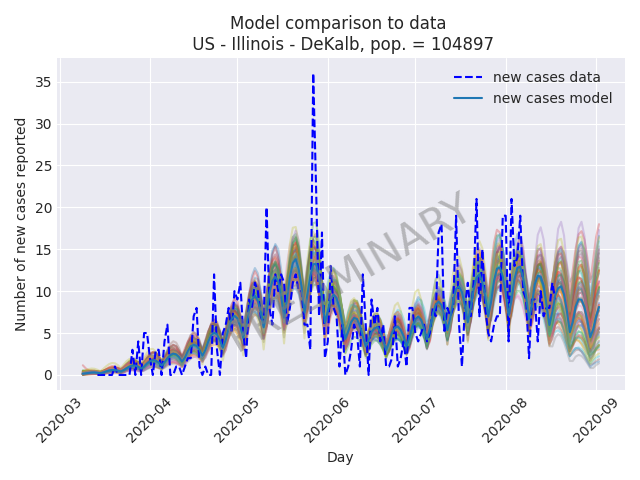 Model comparison to data
US - Illinois - DeKalb, pop. = 104897
new cases data
new cases model
Number of new cases reported
35
30
25
20
15
10
5
0
2020-03
2020-04
2020-05
2020-06
2020-07
2020-08
2020-09
Day